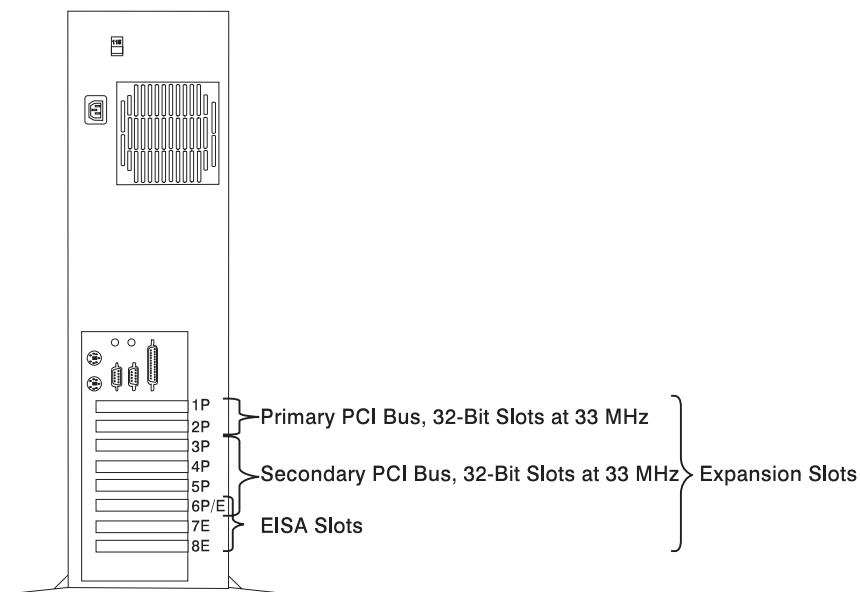 115
1P
2P
Primary PCI Bus, 32-Bit Slots at 33 MHz
3P
4P
5P
6P/E
Secondary PCI Bus, 32-Bit Slots at 33 MHz
Expansion Slots
7E
8E
EISA Slots